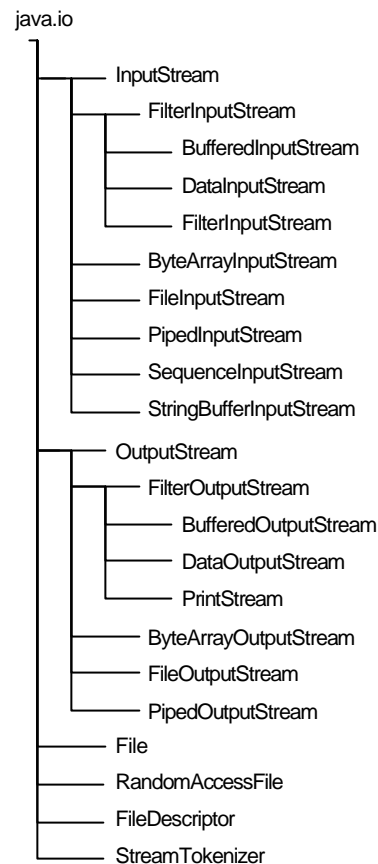 java.io
InputStream
FilterInputStream
BufferedInputStream
DataInputStream
FilterInputStream
ByteArrayInputStream
FileInputStream
PipedInputStream
SequenceInputStream
StringBufferInputStream
OutputStream
FilterOutputStream
BufferedOutputStream
DataOutputStream
PrintStream
ByteArrayOutputStream
FileOutputStream
PipedOutputStream
File
RandomAccessFile
FileDescriptor
StreamTokenizer